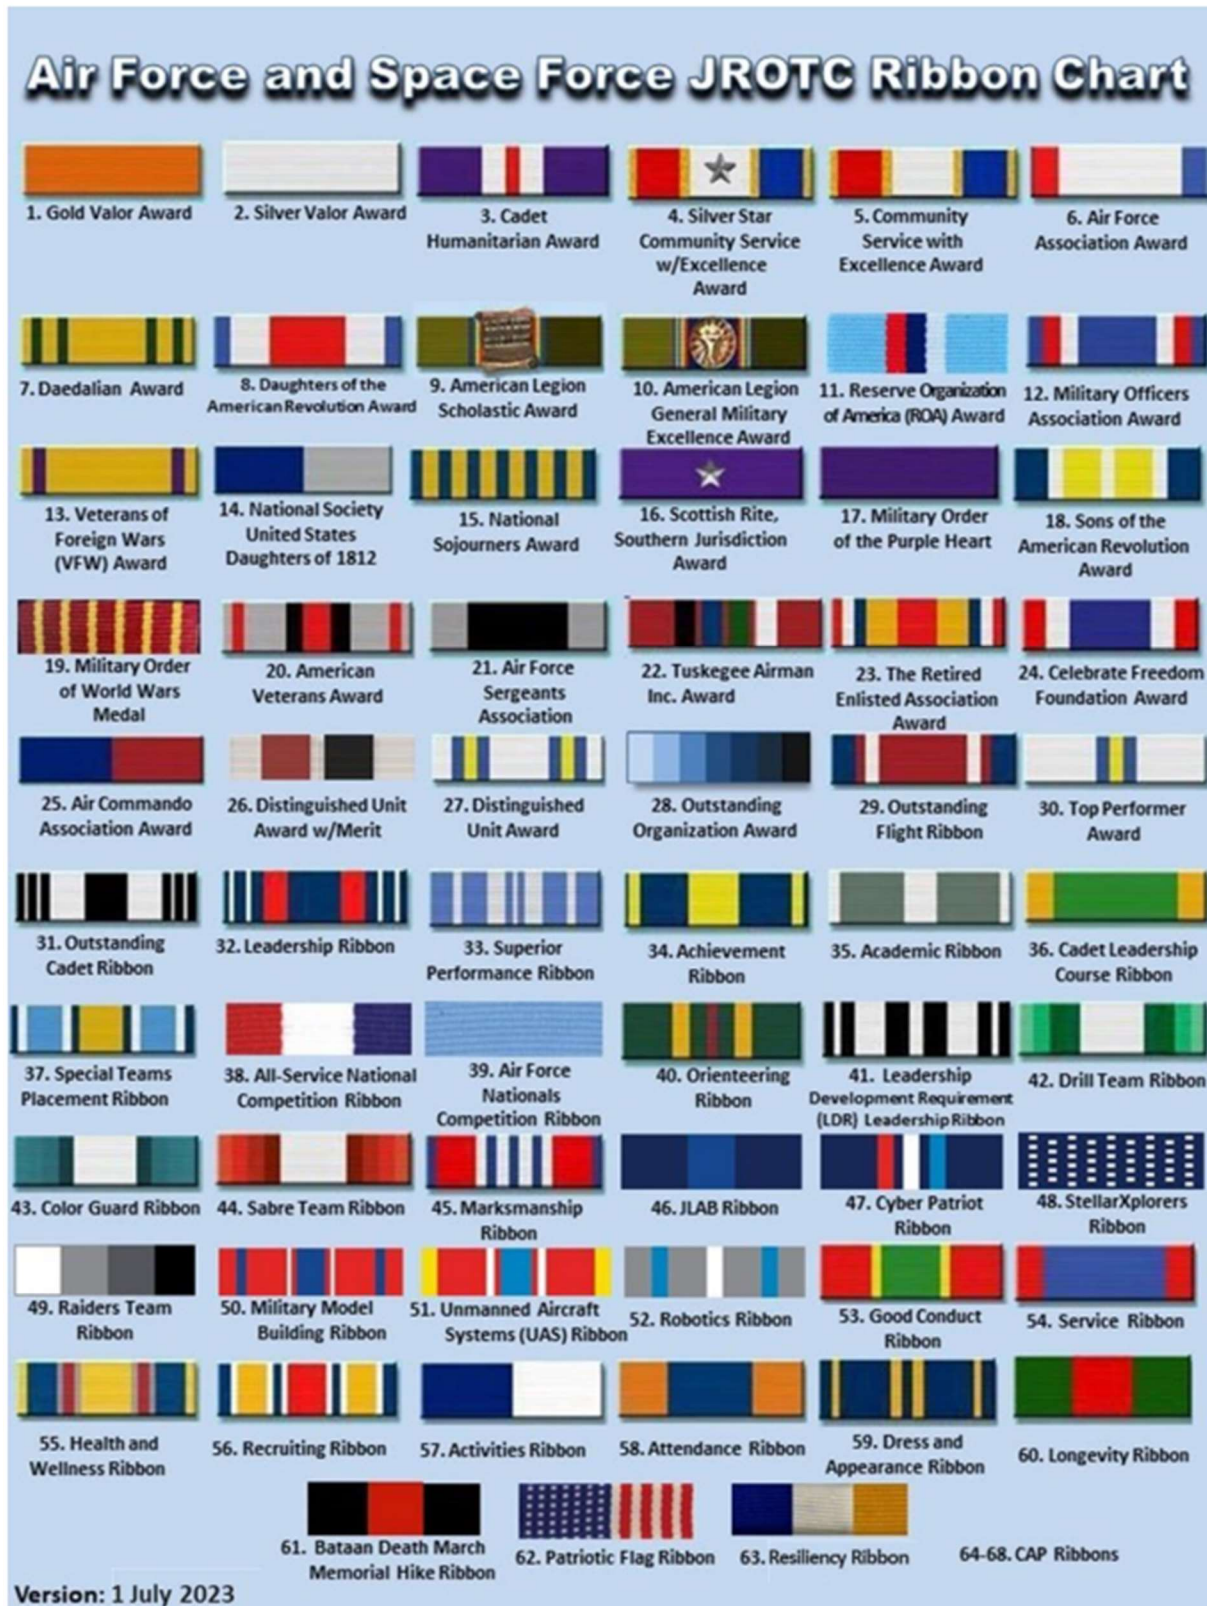 Air Force and Space Force JROTC Ribbon Chart
1. Gold Valor Award
2. Silver Valor Award
3. Cadet
Humanitarian Award
4. Silver Star
Community Service
w/Excellence
Award
5. Community
Service with
Excellence Award
6. Air Force
Association Award
7. Daedalian Award
8. Daughters of the
American Revolution Award
9. American Legion
Scholastic Award
10. American Legion
General Military
Excellence Award
11. Reserve Organization
of America (ROA) Award
12. Military Officers
Association Award
13. Veterans of
Foreign Wars
(VFW) Award
14. National Society
United States
Daughters of 1812
15. National
Sojourners Award
16. Scottish Rite,
Southern Jurisdiction
Award
17. Military Order
of the Purple Heart
18. Sons of the
American Revolution
Award
19. Military Order
of World Wars
Medal
20. American
Veterans Award
21. Air Force
Sergeants
Association
22. Tuskegee Airman
Inc. Award
23. The Retired
Enlisted Association
Award
24. Celebrate Freedom
Foundation Award
25. Air Commando
Association Award
26. Distinguished Unit
Award w/Merit
27. Distinguished
Unit Award
28. Outstanding
Organization Award
29. Outstanding
Flight Ribbon
30. Top Performer
Award
31. Outstanding
Cadet Ribbon
32. Leadership Ribbon
33. Superior
Performance Ribbon
34. Achievement
Ribbon
35. Academic Ribbon
36. Cadet Leadership
Course Ribbon
37. Special Teams
Placement Ribbon
38. All-Service National
Competition Ribbon
39. Air Force
Nationals
Competition Ribbon
40. Orienteering
Ribbon
41. Leadership
Development Requirement
(LDR) Leadership Ribbon
42. Drill Team Ribbon
43. Color Guard Ribbon
44. Sabre Team Ribbon
45. Marksmanship
Ribbon
46. JLAB Ribbon
47. Cyber Patriot
Ribbon
48. StellarXplorers
Ribbon
49. Raiders Team
Ribbon
50. Military Model
Building Ribbon
51. Unmanned Aircraft
Systems (UAS) Ribbon
52. Robotics Ribbon
53. Good Conduct
Ribbon
54. Service Ribbon
55. Health and
Wellness Ribbon
56. Recruiting Ribbon
57. Activities Ribbon
58. Attendance Ribbon
59. Dress and
Appearance Ribbon
60. Longevity Ribbon
61. Bataan Death March
Memorial Hike Ribbon
62. Patriotic Flag Ribbon
63. Resiliency Ribbon
64-68. CAP Ribbons
Version: 1 July 2023